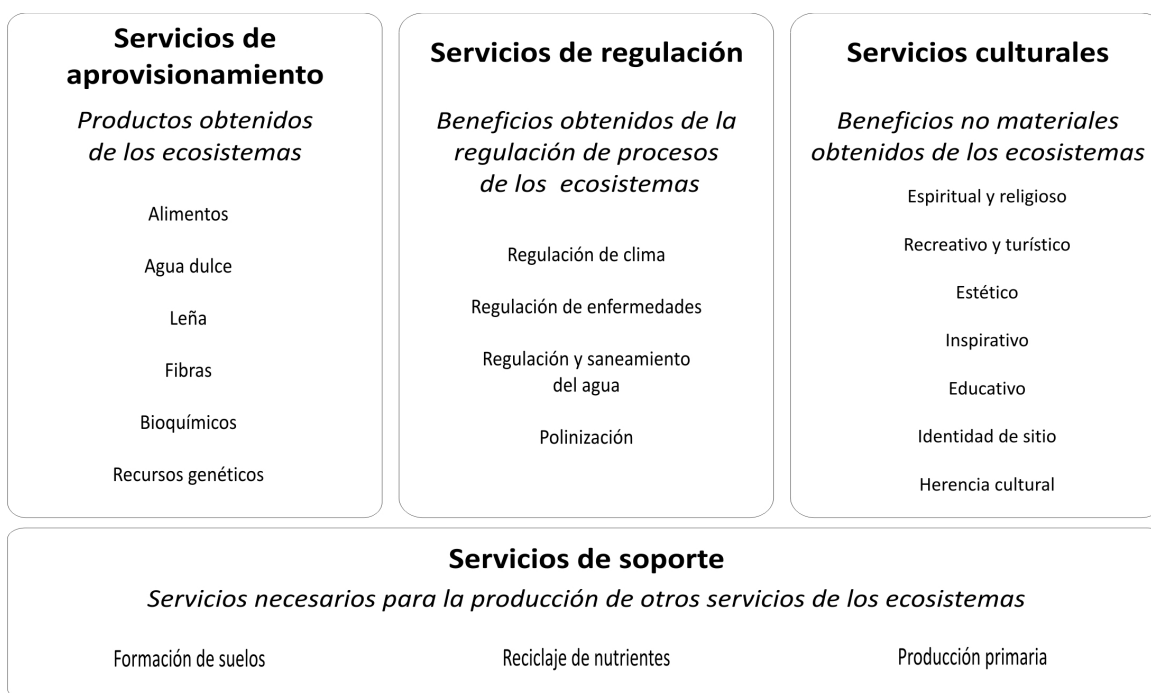 Servicios de
aprovisionamiento
Productos obtenidos
de los ecosistemas
Alimentos
Agua dulce
Leña
Fibras
Bioquímicos
Recursos genéticos
Servicios de regulación
Beneficios obtenidos de la
regulación de procesos
de los ecosistemas
Regulación de clima
Regulación de enfermedades
Regulación y saneamiento
del agua
Polinización
Servicios culturales
Beneficios no materiales
obtenidos de los ecosistemas
Espiritual y religioso
Recreativo y turístico
Estético
Inspirativo
Educativo
Identidad de sitio
Herencia cultural
Servicios de soporte
Servicios necesarios para la producción de otros servicios de los ecosistemas
Formación de suelos
Reciclaje de nutrientes
Producción primaria